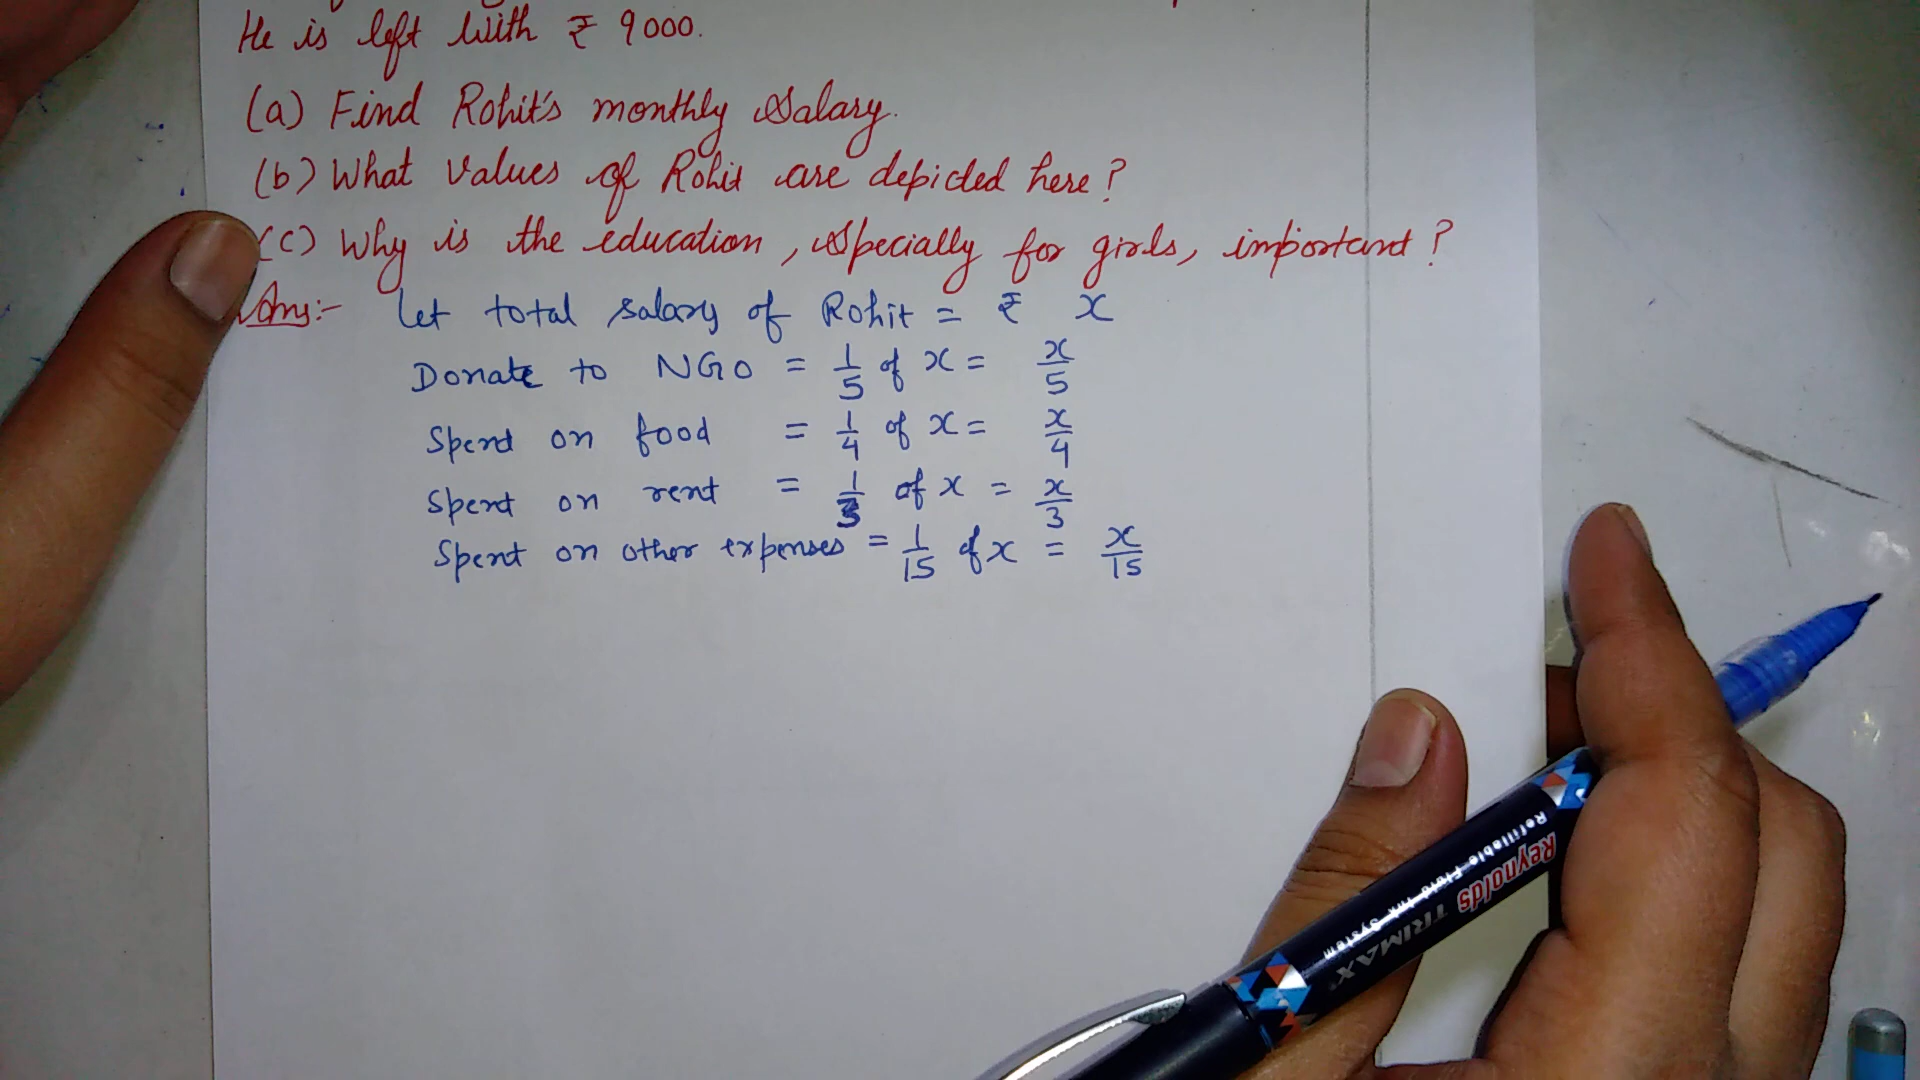 He is left with ₹ 9000.
(a) Find Rohit's monthly Salary.
(b) What values of Rohit are depicted here?
(c) Why is the education, specially for girls, important?
Ans:- Let total salary of Rohit = ₹ x
Donate to NGO = 1/5 of x = x/5
Spend on food = 1/4 of x = x/4
Spent on rent = 1/3 of x = x/3
Spent on other expenses = 1/15 of x = x/15
Reynolds TRIMAX
Refillable Fluid Ink System